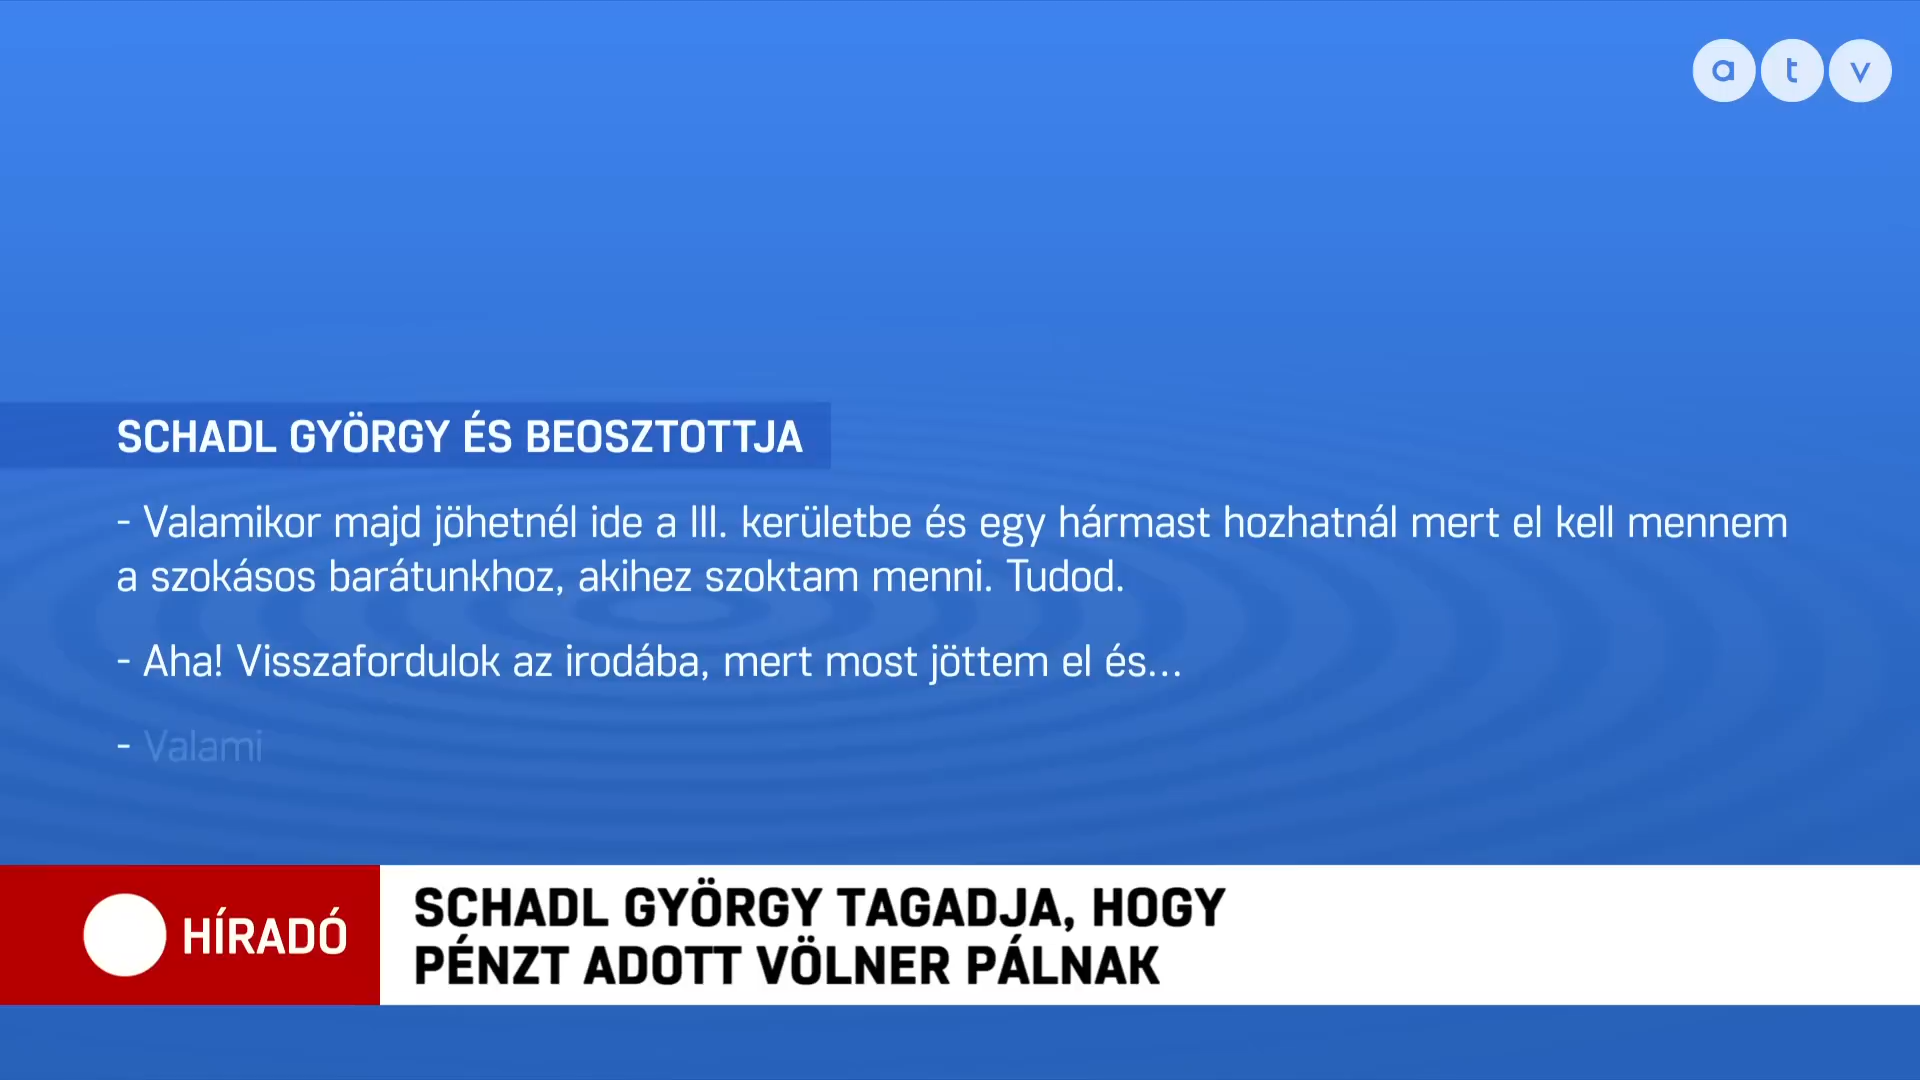 a t v
SCHADL GYÖRGY ÉS BEOSZTOTTJA
- Valamikor majd jöhetnél ide a III. kerületbe és egy hármast hozhatnál mert el kell mennem
a szokásos barátunkhoz, akihez szoktam menni. Tudod.
- Aha! Visszafordulok az irodába, mert most jöttem el és...
- Valami
HÍRADÓ
SCHADL GYÖRGY TAGADJA, HOGY
PÉNZT ADOTT VÖLNER PÁLNAK